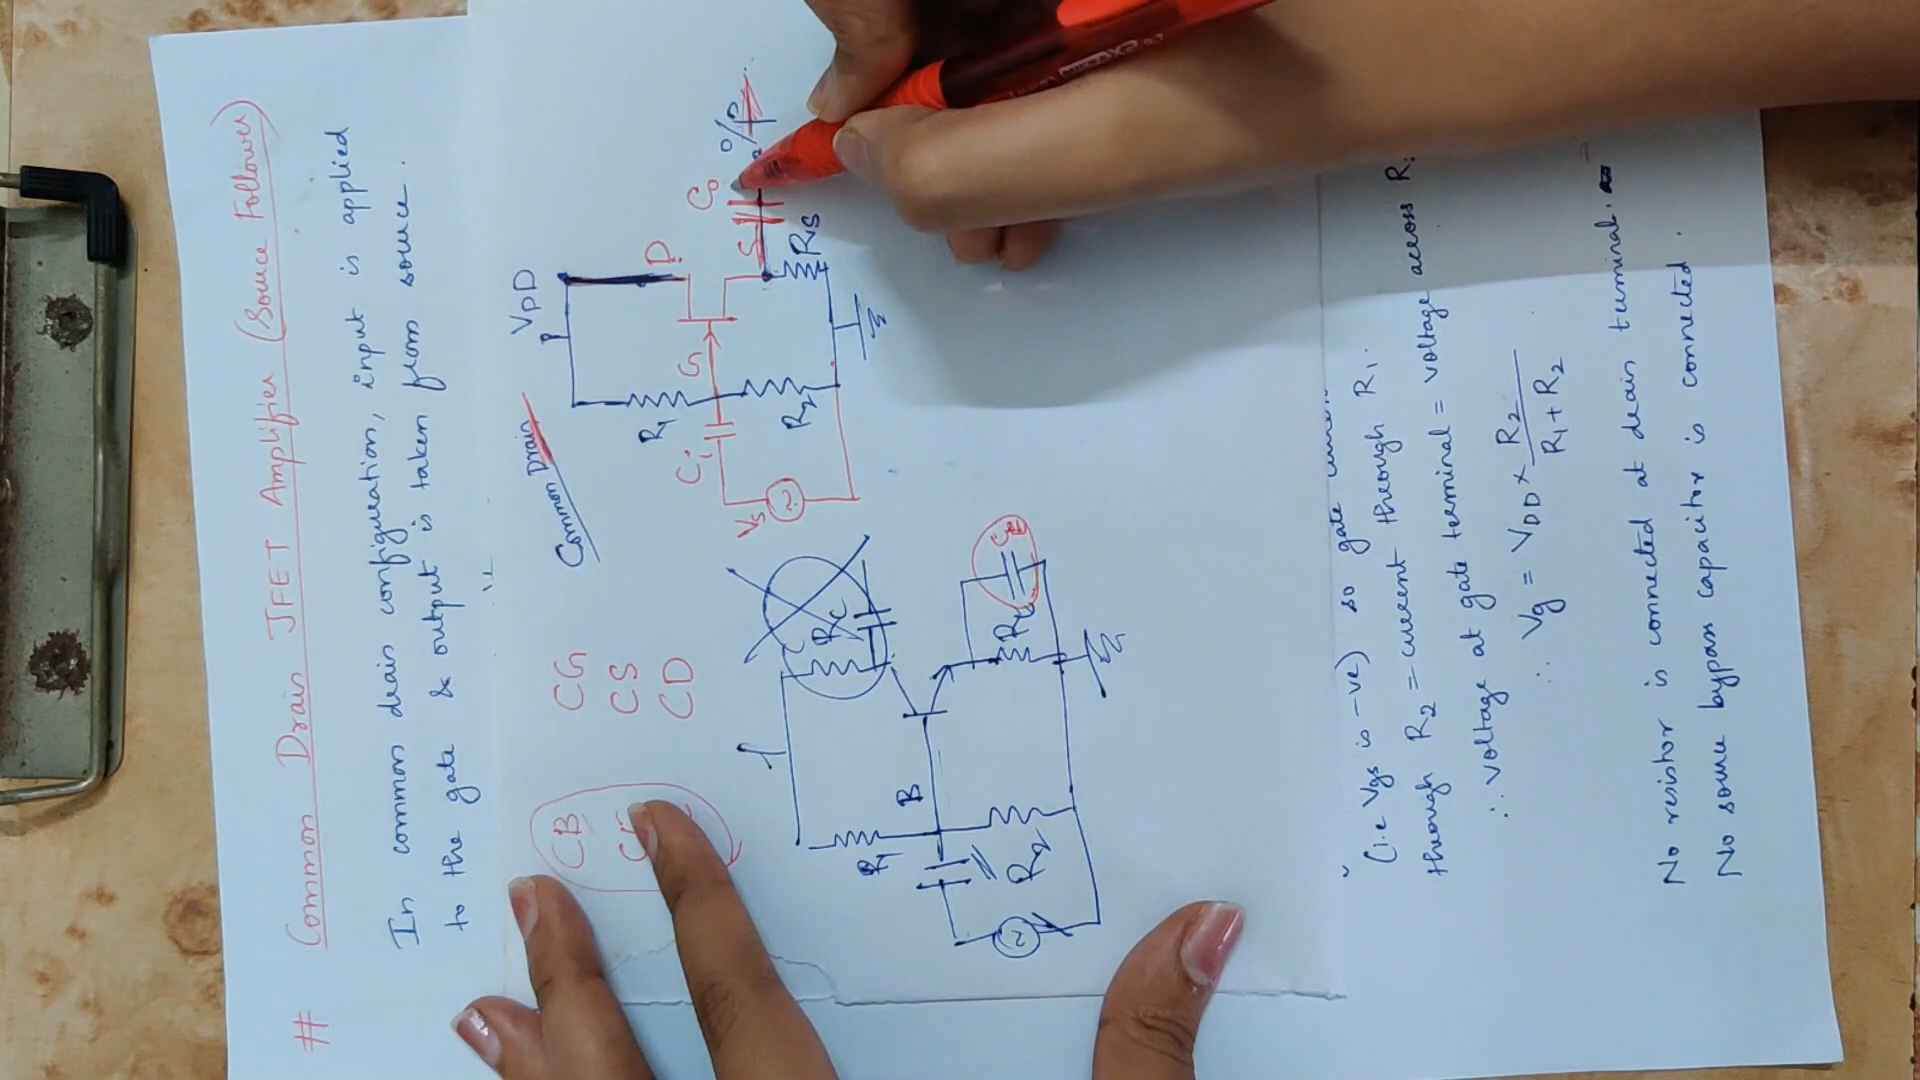 # Common Drain JFET Amplifier (Source Follower)
In common drain configuration, input is applied
to the gate & output is taken from source.
Common Drain
VDD
D
G
S
R1
R2
Rs
Ci
Co
o/p
Vs
CB
CG
CS
CD
B
R1
R2
RC
C
RE
CE
(i.e Vgs is -ve) so gate
through R2 = current through R1.
∴ voltage at gate terminal = voltage across R
∴ Vg = VDD × R2 / R1 + R2
No resistor is connected at drain terminal.
No source bypass capacitor is connected.